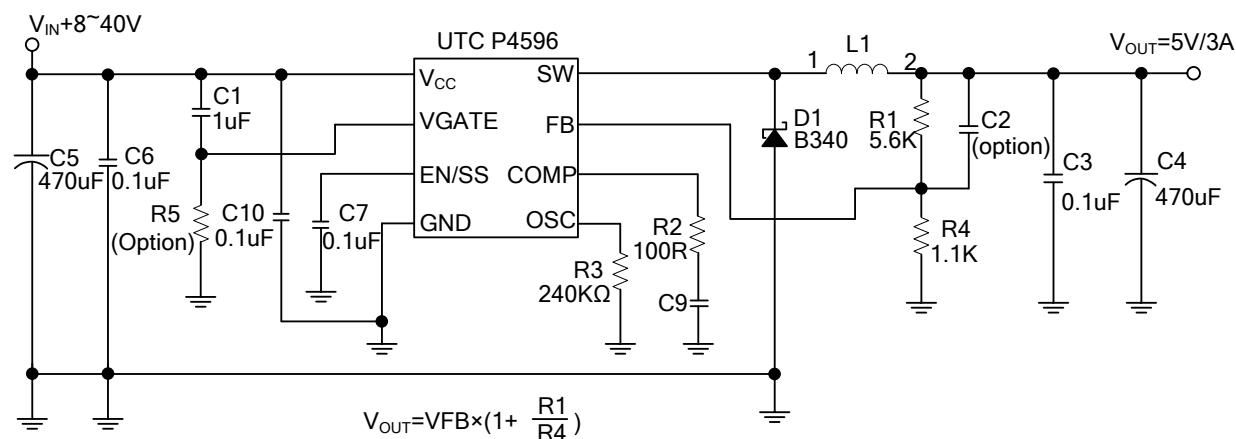 VIN+8~40V
UTC P4596
VOUT=5V/3A
L1
1
2
VCC
SW
C1
1uF
VGATE
FB
D1
B340
R1
5.6K
C2
(option)
C5
470uF
C6
0.1uF
EN/SS
COMP
C3
0.1uF
C4
470uF
R5
(Option)
C10
0.1uF
C7
0.1uF
GND
OSC
R2
100R
R4
1.1K
R3
240KΩ
C9
VOUT=VFB×(1+ R1
R4 )